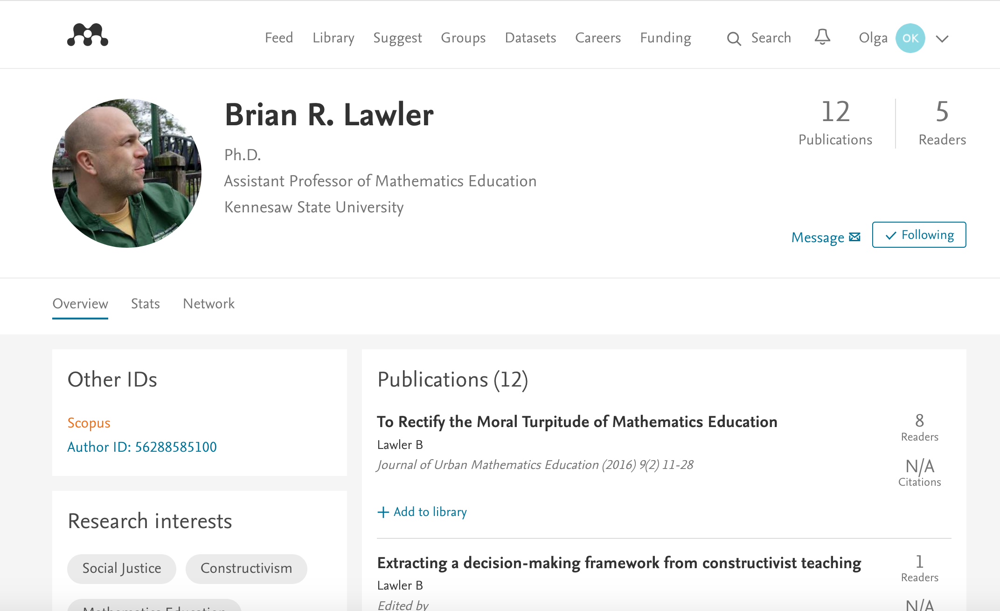 Feed Library Suggest Groups Datasets Careers Funding Search Olga OK
Brian R. Lawler
Ph.D.
Assistant Professor of Mathematics Education
Kennesaw State University
12
Publications
5
Readers
Message
Following
Overview Stats Network
Other IDs
Scopus
Author ID: 56288585100
Research interests
Social Justice
Constructivism
Mathematics Education
Publications (12)
To Rectify the Moral Turpitude of Mathematics Education
Lawler B
Journal of Urban Mathematics Education (2016) 9(2) 11-28
8
Readers
N/A
Citations
Add to library
Extracting a decision-making framework from constructivist teaching
Lawler B
Edited by
1
Readers
N/A